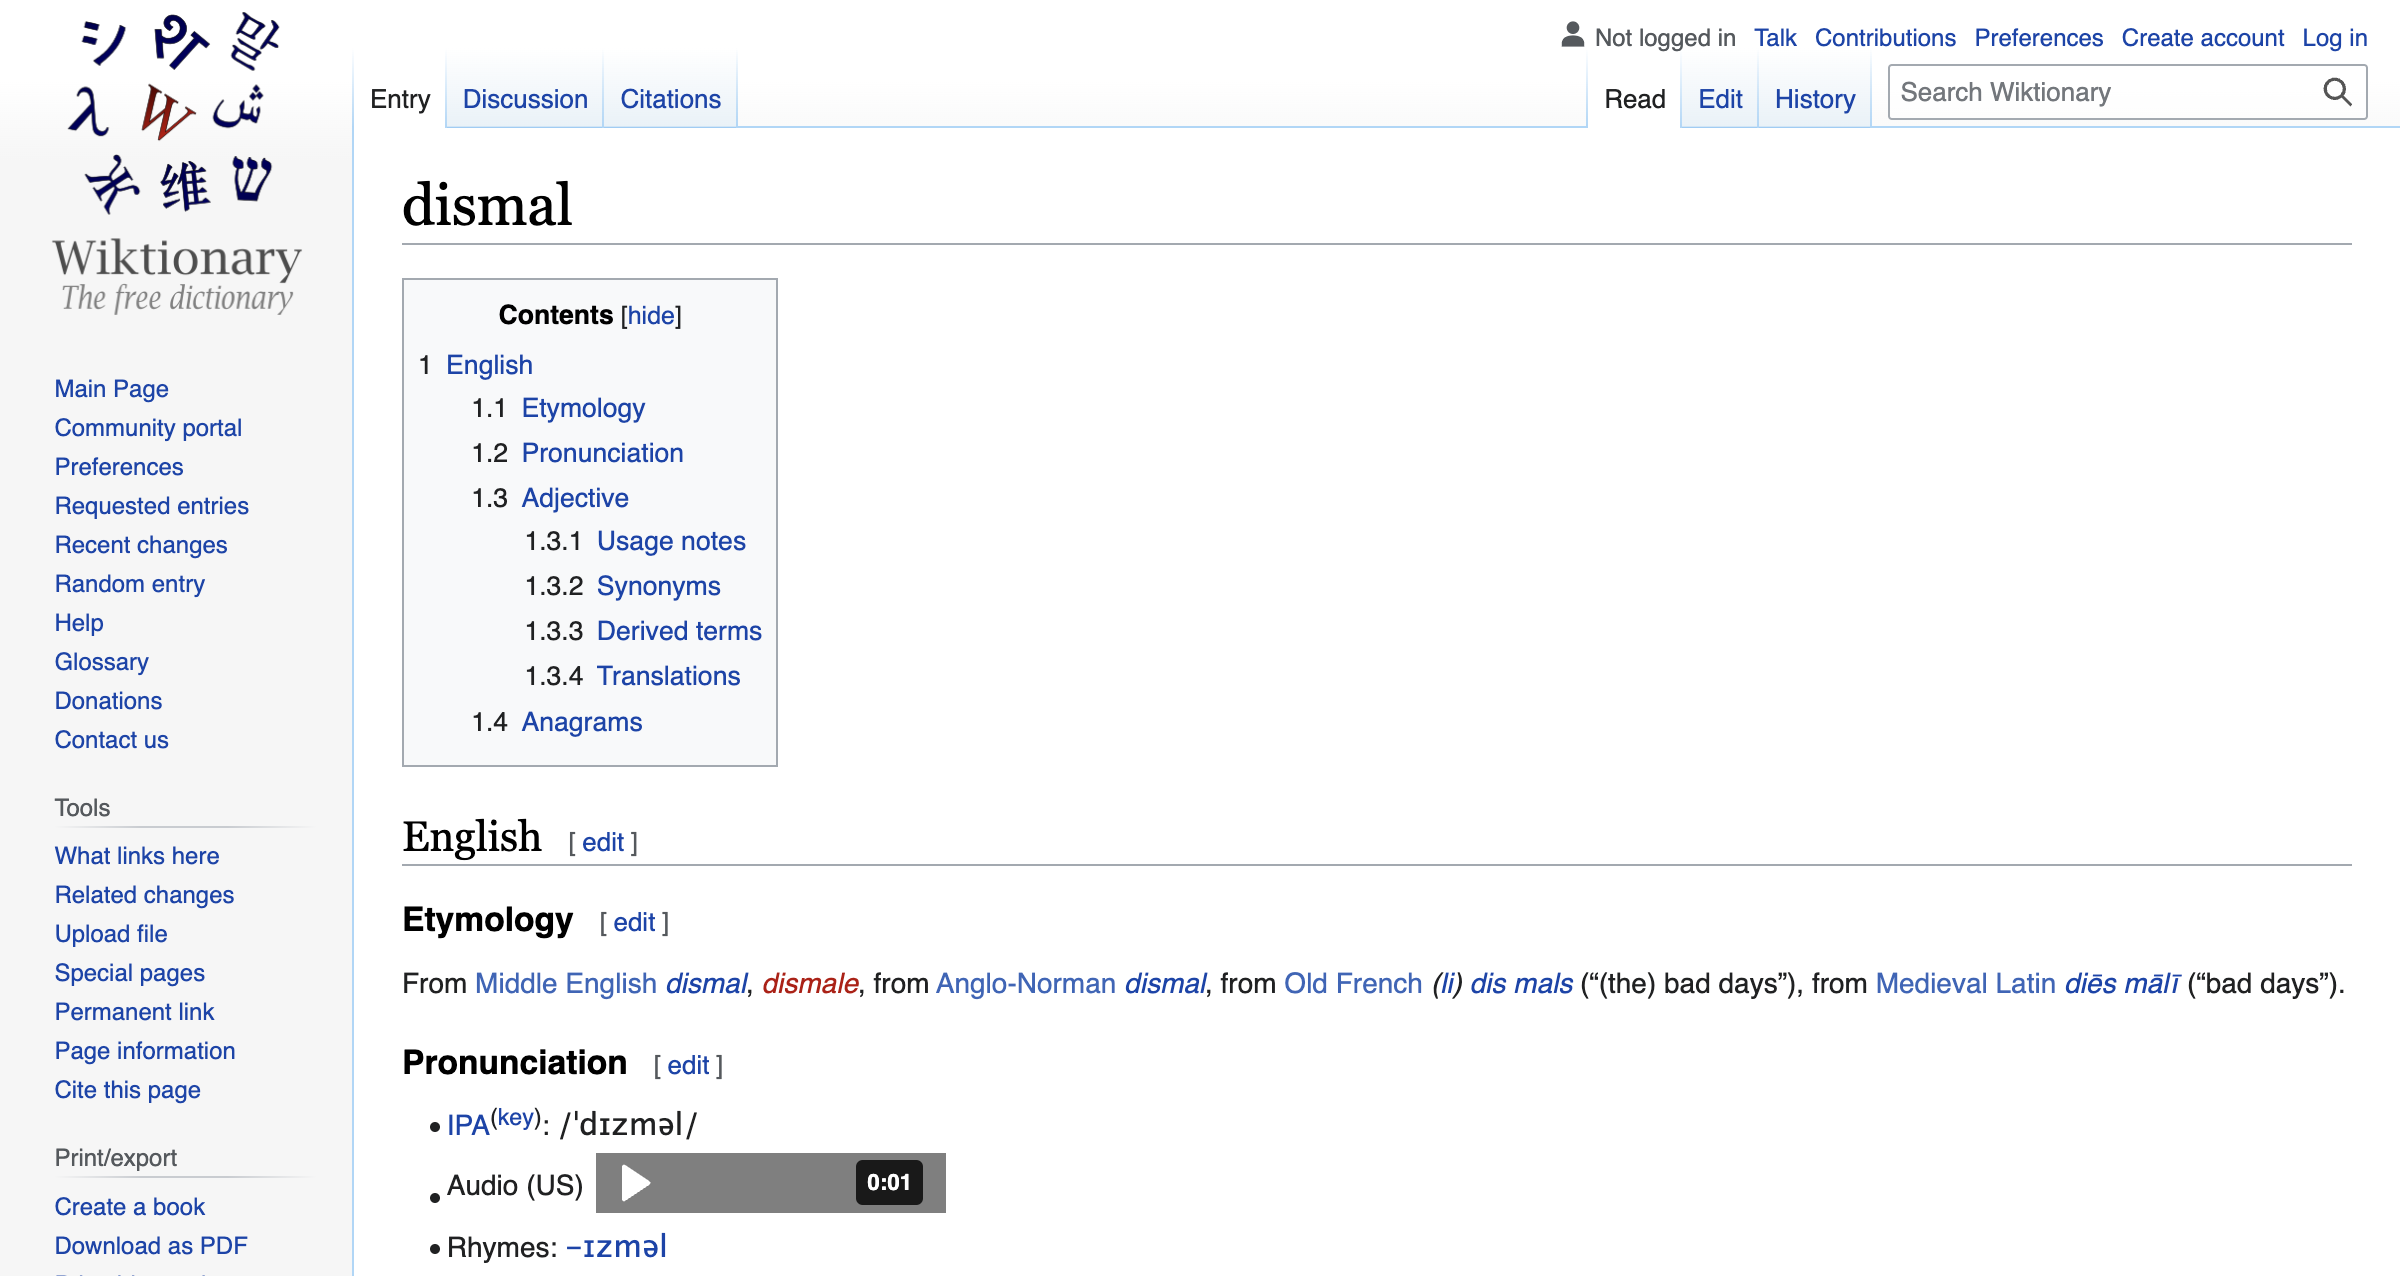 シ や 말
λ W ش
维 ש
Wiktionary
The free dictionary
Main Page
Community portal
Preferences
Requested entries
Recent changes
Random entry
Help
Glossary
Donations
Contact us
Tools
What links here
Related changes
Upload file
Special pages
Permanent link
Page information
Cite this page
Print/export
Create a book
Download as PDF
Not logged in Talk Contributions Preferences Create account Log in
Entry Discussion Citations Read Edit History Search Wiktionary
dismal
Contents [hide]
1 English
1.1 Etymology
1.2 Pronunciation
1.3 Adjective
1.3.1 Usage notes
1.3.2 Synonyms
1.3.3 Derived terms
1.3.4 Translations
1.4 Anagrams
English [ edit ]
Etymology [ edit ]
From Middle English dismal, dismale, from Anglo-Norman dismal, from Old French (li) dis mals (“(the) bad days”), from Medieval Latin diēs mālī (“bad days”).
Pronunciation [ edit ]
• IPA(key): /ˈdɪzməl/
• Audio (US) 0:01
• Rhymes: -ɪzməl